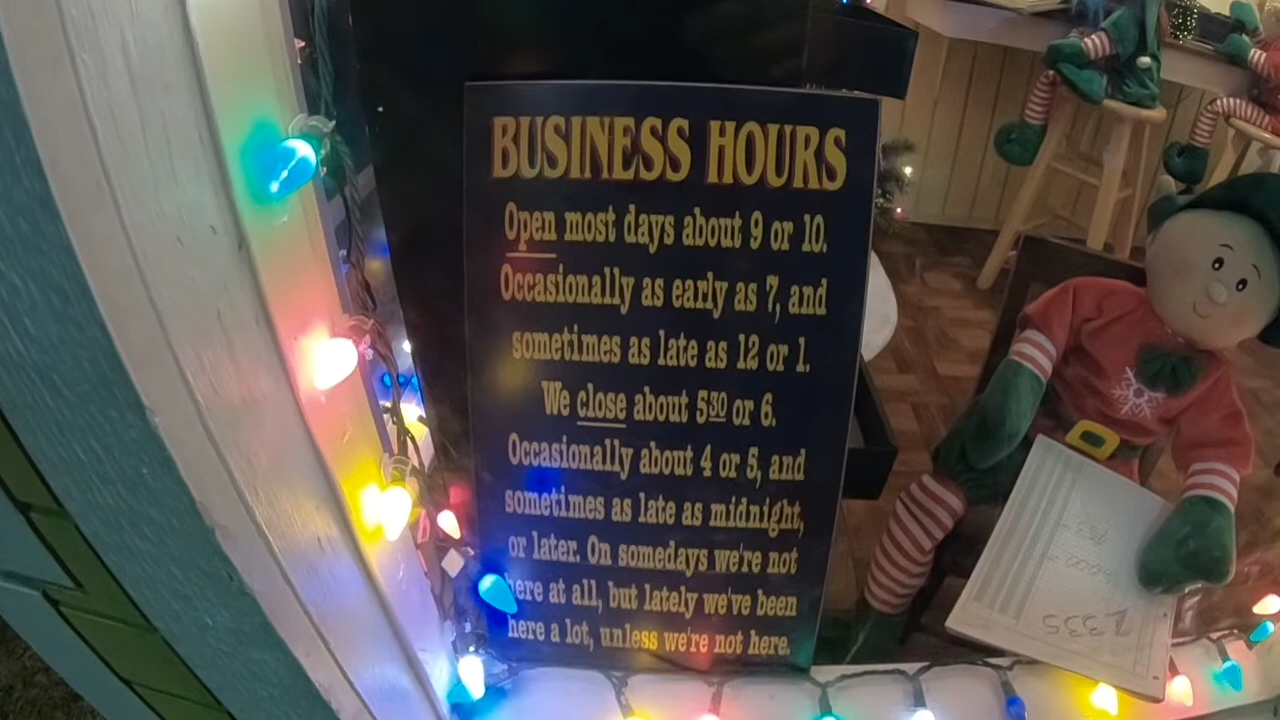 BUSINESS HOURS
Open most days about 9 or 10.
Occasionally as early as 7, and
sometimes as late as 12 or 1.
We close about 530 or 6.
Occasionally about 4 or 5, and
sometimes as late as midnight,
or later. On somedays we're not
here at all, but lately we've been
here a lot, unless we're not here.